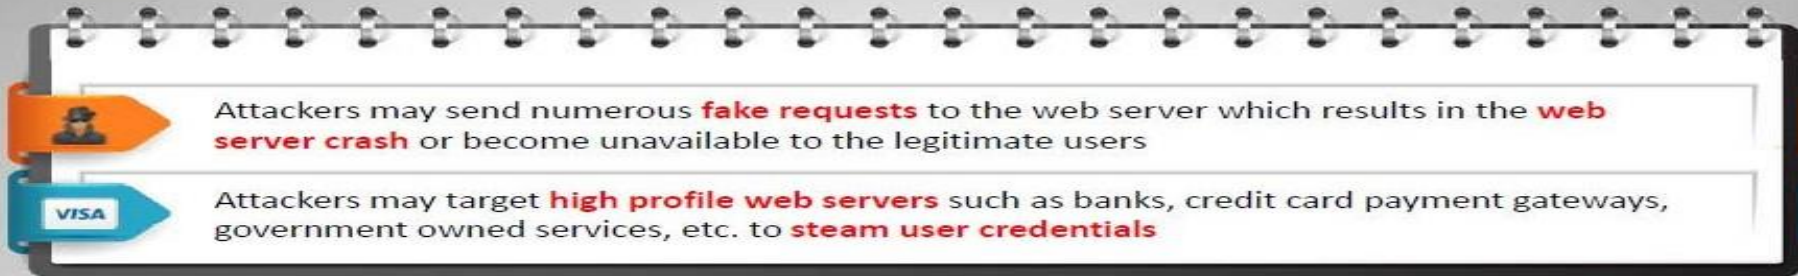 Attackers may send numerous fake requests to the web server which results in the web
server crash or become unavailable to the legitimate users
VISA
Attackers may target high profile web servers such as banks, credit card payment gateways,
government owned services, etc. to steam user credentials